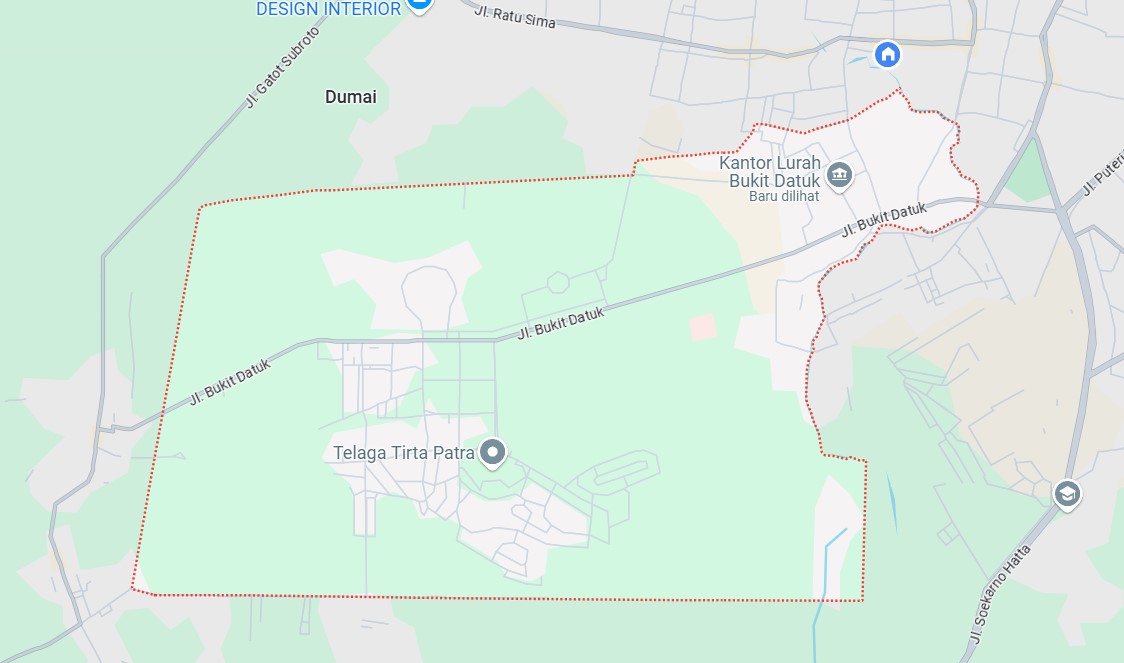 DESIGN INTERIOR
Jl. Ratu Sima
Jl. Gatot Subroto
Dumai
Kantor Lurah
Bukit Datuk
Baru dilihat
Jl. Puteri
Jl. Bukit Datuk
Jl. Bukit Datuk
Jl. Bukit Datuk
Telaga Tirta Patra
Jl. Soekarno Hatta